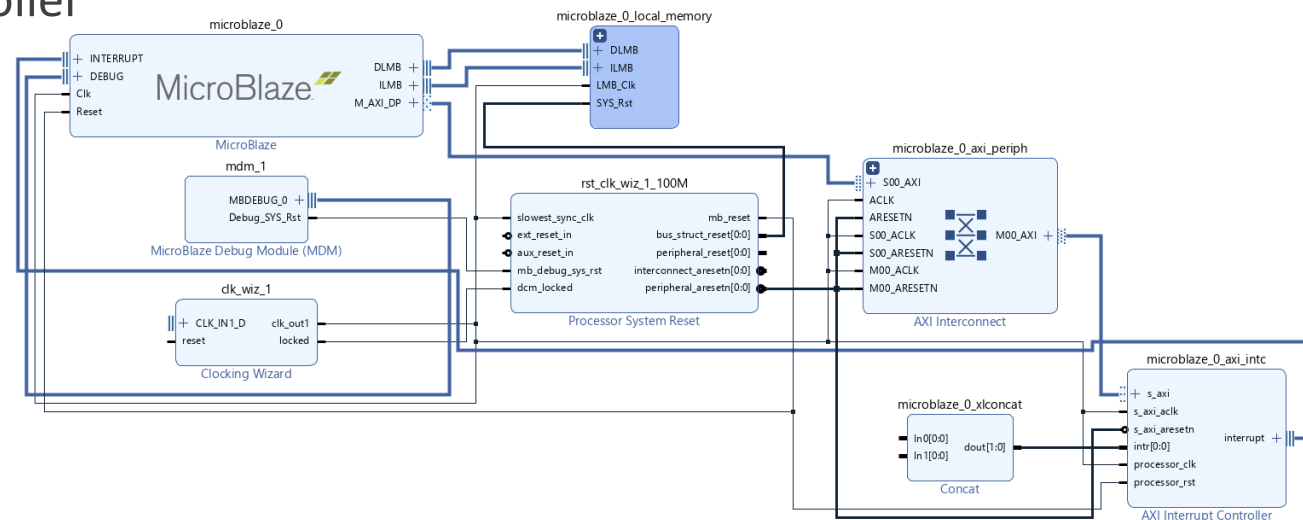 microblaze_0
INTERRUPT
DEBUG
Clk
Reset
MicroBlaze
DLMB
ILMB
M_AXI_DP
MicroBlaze
microblaze_0_local_memory
DLMB
ILMB
LMB_Clk
SYS_Rst
mdm_1
MBDEBUG_0
Debug_SYS_Rst
MicroBlaze Debug Module (MDM)
rst_clk_wiz_1_100M
slowest_sync_clk
ext_reset_in
aux_reset_in
mb_debug_sys_rst
dcm_locked
mb_reset
bus_struct_reset[0:0]
peripheral_reset[0:0]
interconnect_aresetn[0:0]
peripheral_aresetn[0:0]
Processor System Reset
microblaze_0_axi_periph
S00_AXI
ACLK
ARESETN
S00_ACLK
S00_ARESETN
M00_ACLK
M00_ARESETN
M00_AXI
AXI Interconnect
clk_wiz_1
CLK_IN1_D
reset
clk_out1
locked
Clocking Wizard
microblaze_0_xlconcat
In0[0:0]
In1[0:0]
dout[1:0]
Concat
microblaze_0_axi_intc
s_axi
s_axi_aclk
s_axi_aresetn
intr[0:0]
processor_clk
processor_rst
interrupt
AXI Interrupt Controller